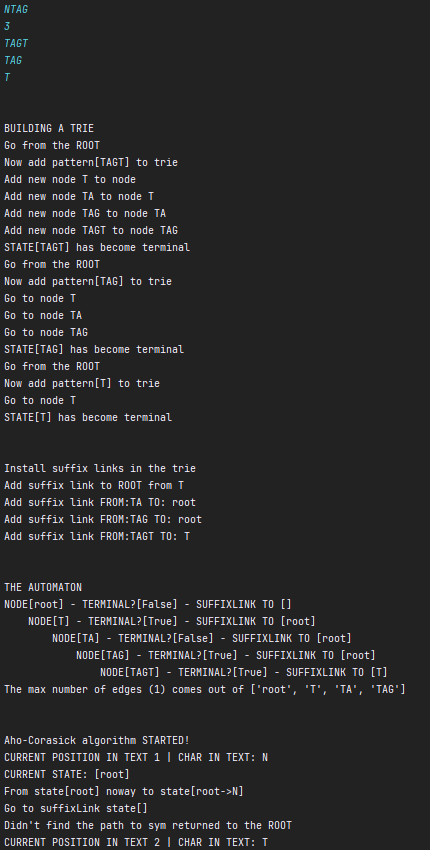 NTAG
3
TAGT
TAG
T
BUILDING A TRIE
Go from the ROOT
Now add pattern[TAGT] to trie
Add new node T to node
Add new node TA to node T
Add new node TAG to node TA
Add new node TAGT to node TAG
STATE[TAGT] has become terminal
Go from the ROOT
Now add pattern[TAG] to trie
Go to node T
Go to node TA
Go to node TAG
STATE[TAG] has become terminal
Go from the ROOT
Now add pattern[T] to trie
Go to node T
STATE[T] has become terminal
Install suffix links in the trie
Add suffix link to ROOT from T
Add suffix link FROM:TA TO: root
Add suffix link FROM:TAG TO: root
Add suffix link FROM:TAGT TO: T
THE AUTOMATON
NODE[root] - TERMINAL?[False] - SUFFIXLINK TO []
NODE[T] - TERMINAL?[True] - SUFFIXLINK TO [root]
NODE[TA] - TERMINAL?[False] - SUFFIXLINK TO [root]
NODE[TAG] - TERMINAL?[True] - SUFFIXLINK TO [root]
NODE[TAGT] - TERMINAL?[True] - SUFFIXLINK TO [T]
The max number of edges (1) comes out of ['root', 'T', 'TA', 'TAG']
Aho-Corasick algorithm STARTED!
CURRENT POSITION IN TEXT 1 | CHAR IN TEXT: N
CURRENT STATE: [root]
From state[root] noway to state[root->N]
Go to suffixLink state[]
Didn't find the path to sym returned to the ROOT
CURRENT POSITION IN TEXT 2 | CHAR IN TEXT: T